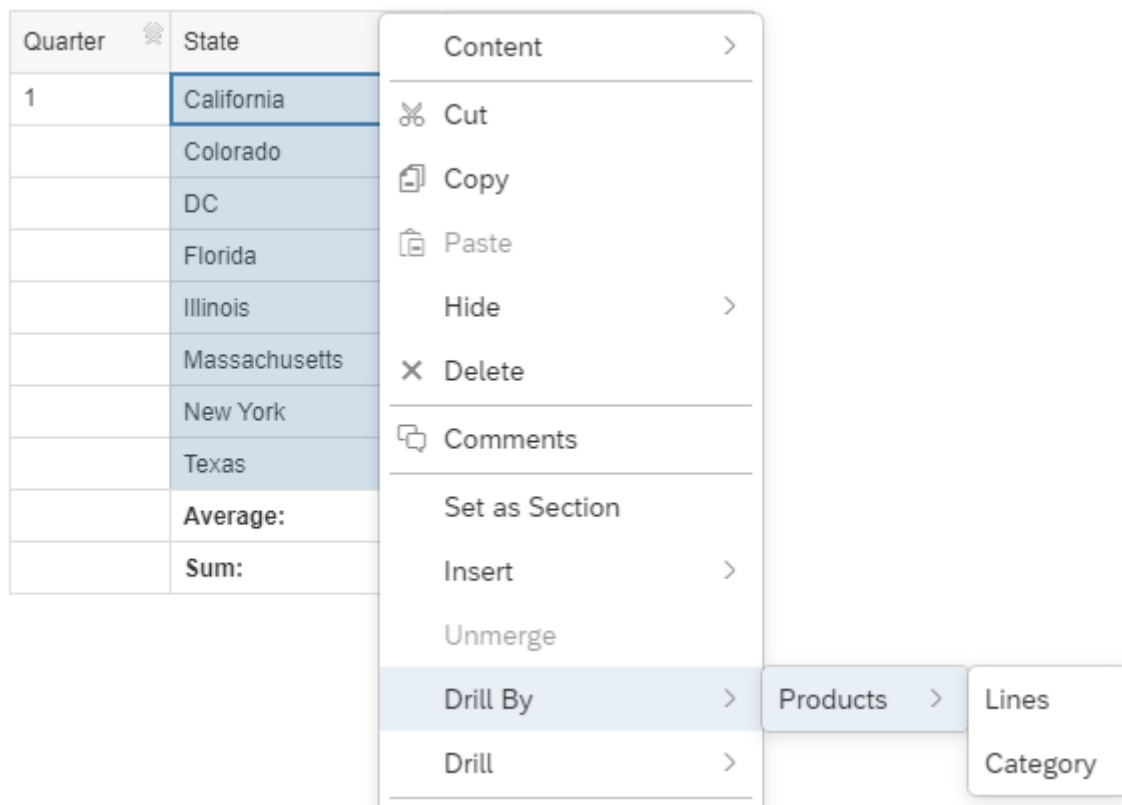 Quarter State
1 California
Colorado
DC
Florida
Illinois
Massachusetts
New York
Texas
Average:
Sum:
Content
Cut
Copy
Paste
Hide
Delete
Comments
Set as Section
Insert
Unmerge
Drill By
Drill
Products
Lines
Category